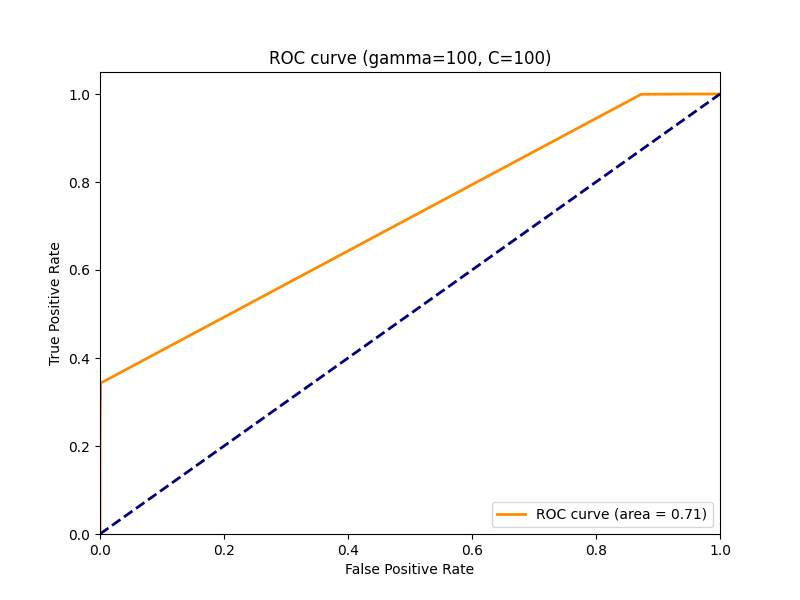 ROC curve (gamma=100, C=100)
True Positive Rate
1.0
0.8
0.6
0.4
0.2
0.0
0.0 0.2 0.4 0.6 0.8 1.0
False Positive Rate
ROC curve (area = 0.71)